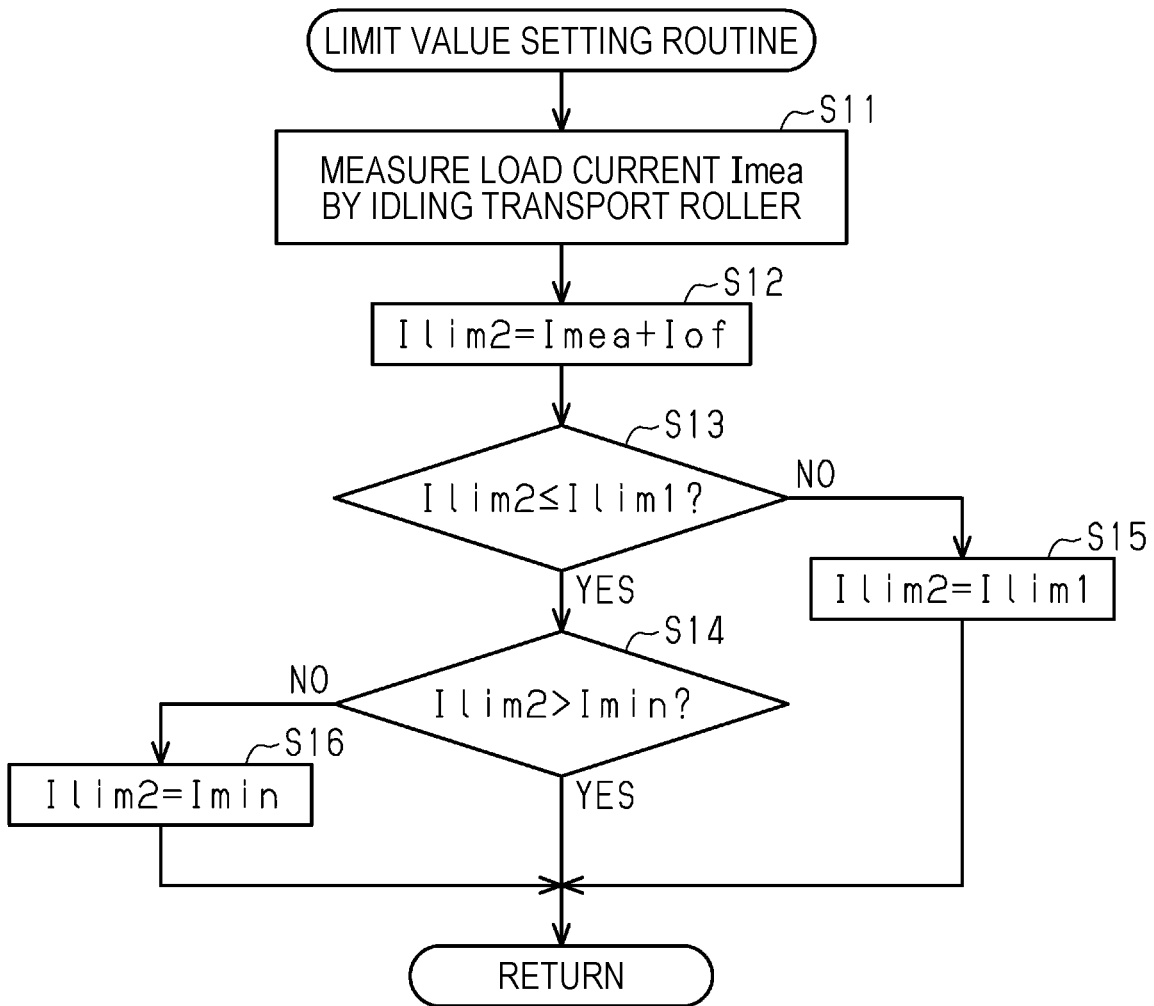 LIMIT VALUE SETTING ROUTINE
S11
MEASURE LOAD CURRENT Imea
BY IDLING TRANSPORT ROLLER
S12
Ilim2=Imea+Iof
S13
Ilim2≤Ilim1?
NO
S15
Ilim2=Ilim1
YES
S14
Ilim2>Imin?
NO
S16
Ilim2=Imin
YES
RETURN